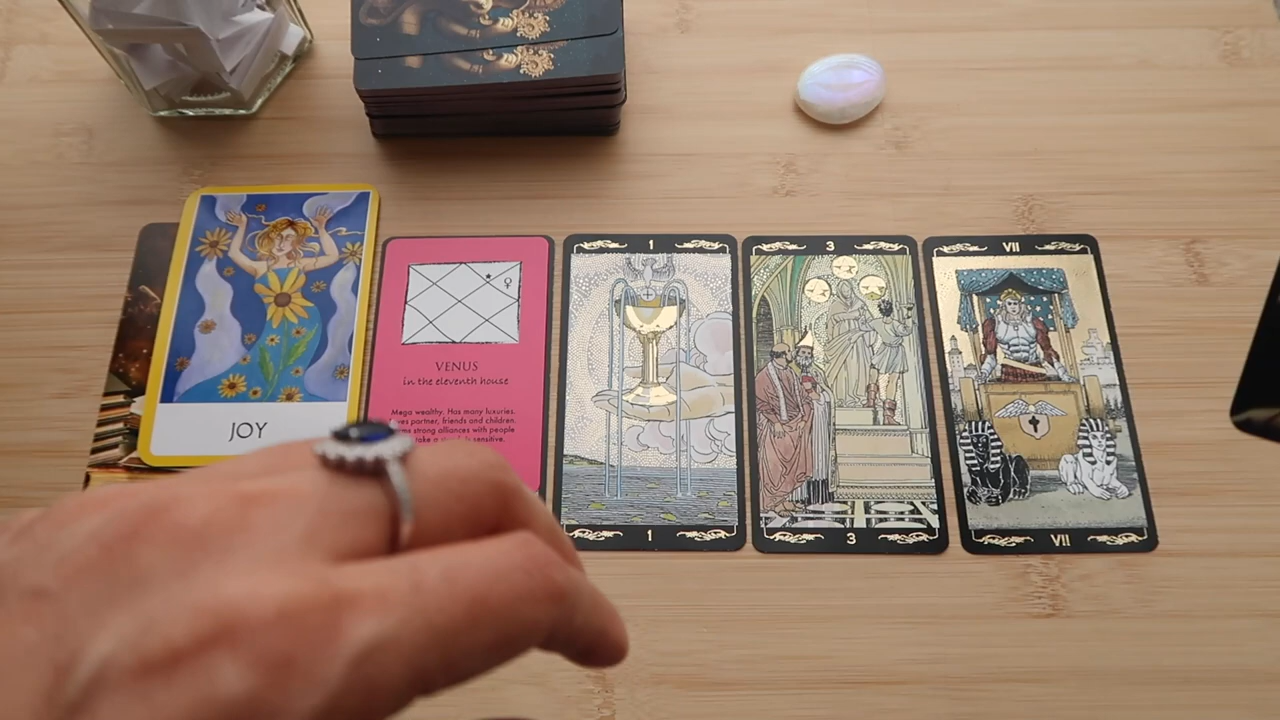 JOY
VENUS
in the eleventh house
Mega wealthy. Has many luxuries.
partner, friends and children.
strong alliances with people
take a
sensitive.
1
1
3
3
VII
VII